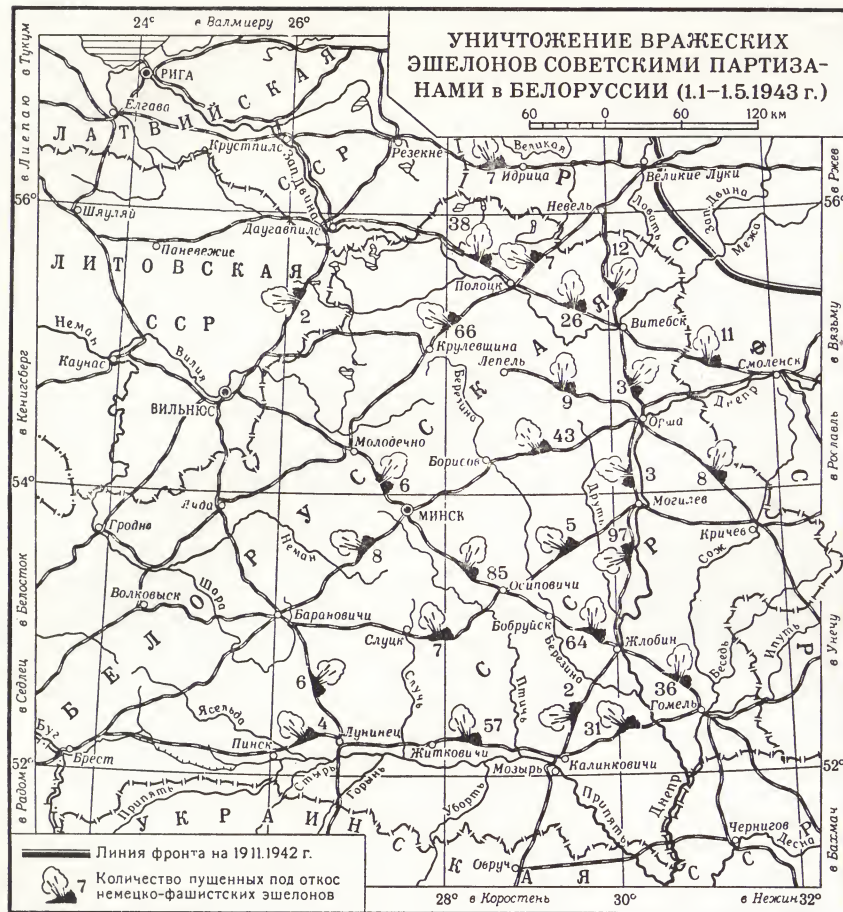 УНИЧТОЖЕНИЕ ВРАЖЕСКИХ
ЭШЕЛОНОВ СОВЕТСКИМИ ПАРТИЗА-
НАМИ в БЕЛОРУССИИ (1.1–1.5.1943 г.)
60 0 60 120 км
24° в Валмиеру 26°
в Тукум
в Лиепаю
56°
в Кенигсберг
54°
в Белосток
в Седлец
52°
в Радом
в Ржев
56°
в Вязьму
в Рославль
54°
в Унечу
52°
в Бахмач
РИГА
Елгава
ЛАТВИЙСКАЯ
ССР
Крустпилс
Зап. Двина
Резекне
Великая
7
Идрица
Великие Луки
Р
С
Ф
С
Р
Шяуляй
Невель
Ловать
Зап. Двина
Межа
Даугавпилс
38
Паневежис
7
12
ЛИТОВСКАЯ
ССР
2
Полоцк
26
Витебск
66
11
Неман
Крулевщина
Каунас
Вилия
Лепель
Смоленск
3
Днепр
ВИЛЬНЮС
Березина
9
Орша
Молодечно
43
Борисов
6
3
8
Лида
Друть
Могилев
Гродно
МИНСК
5
Кричев
Неман
97
Сож
8
85
Щара
Осиповичи
Волковыск
Барановичи
Слуцк
7
Бобруйск
64
Березина
Жлобин
Беседь
Ипуть
6
Случь
Птичь
2
36
Гомель
БЕЛОРУССКАЯ
ССР
Ясельда
4
57
31
Буг
Брест
Пинск
Лунинец
Житковичи
Калинковичи
Мозырь
Стырь
Горынь
Припять
Уборть
Припять
Днепр
УКРАИНСКАЯ
ССР
Чернигов
Десна
Овруч
Линия фронта на 19.11.1942 г.
7 Количество пущенных под откос
немецко-фашистских эшелонов
28° в Коростень 30° в Нежин 32°